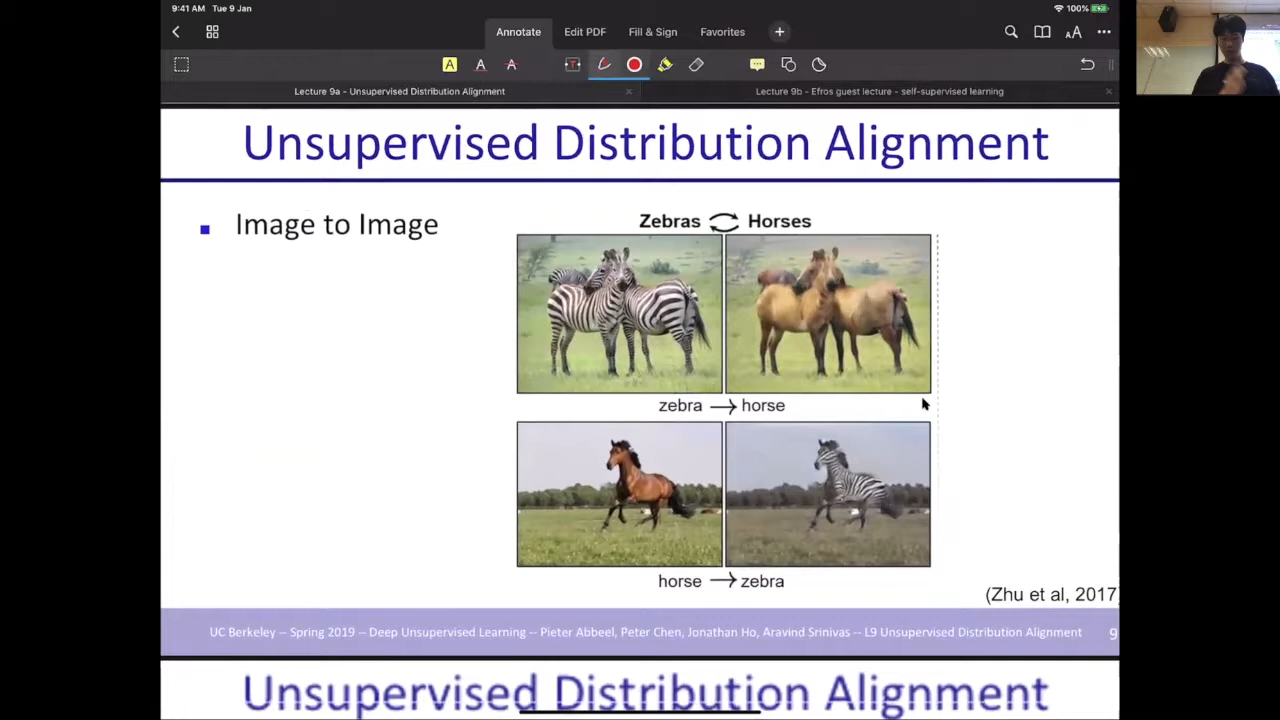 9:41 AM Tue 9 Jan
100%
Annotate Edit PDF Fill & Sign Favorites +
AA
A A A T
Lecture 9a - Unsupervised Distribution Alignment × Lecture 9b - Efros guest lecture - self-supervised learning ×
Unsupervised Distribution Alignment
Image to Image
Zebras Horses
zebra → horse
horse → zebra
(Zhu et al, 2017
UC Berkeley -- Spring 2019 -- Deep Unsupervised Learning -- Pieter Abbeel, Peter Chen, Jonathan Ho, Aravind Srinivas -- L9 Unsupervised Distribution Alignment 9
Unsupervised Distribution Alignment